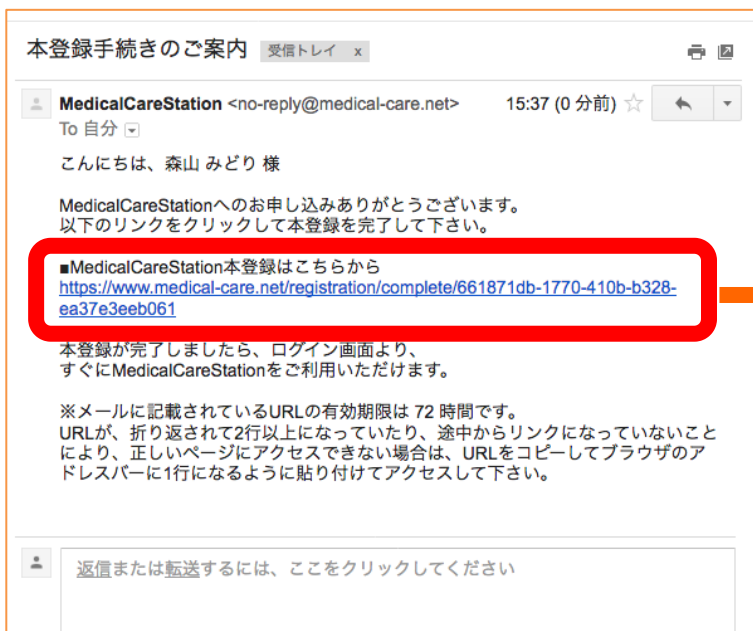 本登録手続きのご案内 受信トレイ x
MedicalCareStation <no-reply@medical-care.net> 15:37 (0 分前)
To 自分
こんにちは、森山 みどり 様
MedicalCareStationへのお申し込みありがとうございます。
以下のリンクをクリックして本登録を完了して下さい。
■MedicalCareStation本登録はこちらから
https://www.medical-care.net/registration/complete/661871db-1770-410b-b328-
ea37e3eeb061
本登録が完了しましたら、ログイン画面より、
すぐにMedicalCareStationをご利用いただけます。
※メールに記載されているURLの有効期限は 72 時間です。
URLが、折り返されて2行以上になっていたり、途中からリンクになっていないこと
により、正しいページにアクセスできない場合は、URLをコピーしてブラウザのア
ドレスバーに1行になるように貼り付けてアクセスして下さい。
返信または転送するには、ここをクリックしてください